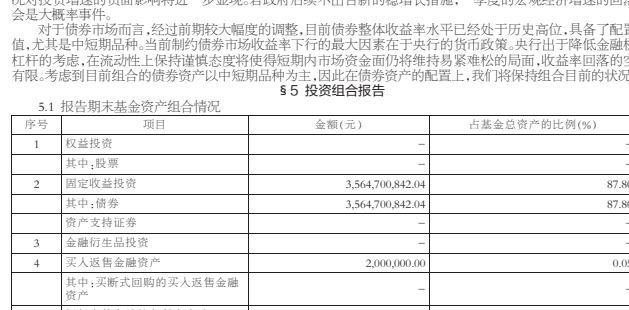 会是大概率事件。
对于债券市场而言,经过前期较大幅度的调整,目前债券整体收益率水平已经处于历史高位,具备了配置
值,尤其是中短期品种。当前制约债券市场收益率下行的最大因素在于央行的货币政策。央行出于降低金融机
杠杆的考虑,在流动性上保持谨慎态度将使得短期内市场资金面仍将维持易紧难松的局面,收益率回落的空
有限。考虑到目前组合的债券资产以中短期品种为主,因此在债券资产的配置上,我们将保持组合目前的状况
§5 投资组合报告
5.1 报告期末基金资产组合情况
序号 项目 金额(元) 占基金总资产的比例(%)
1 权益投资 – –
其中:股票 – –
2 固定收益投资 3,564,700,842.04 87.80
其中:债券 3,564,700,842.04 87.80
资产支持证券 – –
3 金融衍生品投资 – –
4 买入返售金融资产 2,000,000.00 0.05
其中:买断式回购的买入返售金融
资产 – –